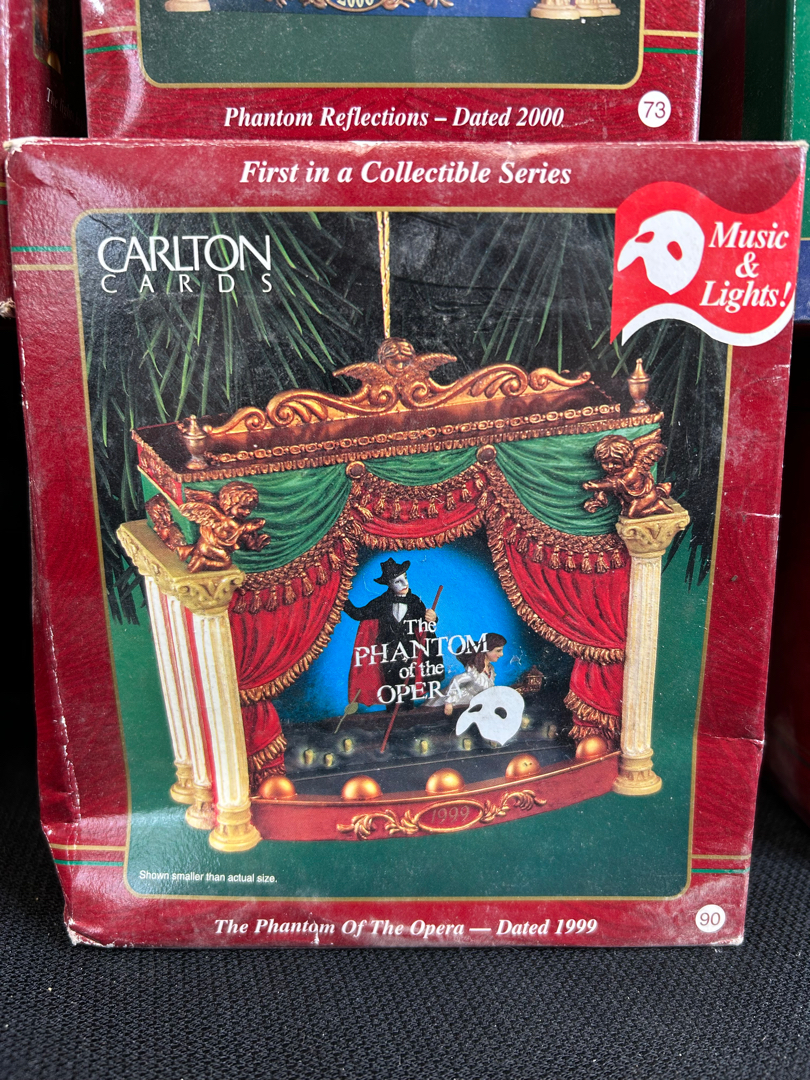 2000
Phantom Reflections – Dated 2000
73
First in a Collectible Series
CARLTON
CARDS
Music
&
Lights!
The
PHANTOM
of the
OPERA
1999
Shown smaller than actual size.
The Phantom Of The Opera — Dated 1999
90